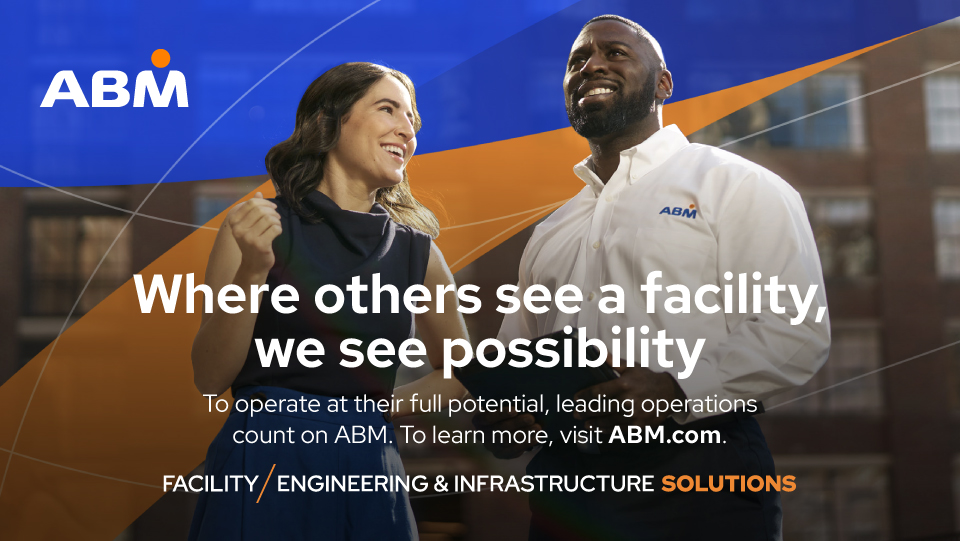 ABM
ABM
Where others see a facility,
we see possibility
To operate at their full potential, leading operations
count on ABM. To learn more, visit ABM.com.
FACILITY/ENGINEERING & INFRASTRUCTURE SOLUTIONS